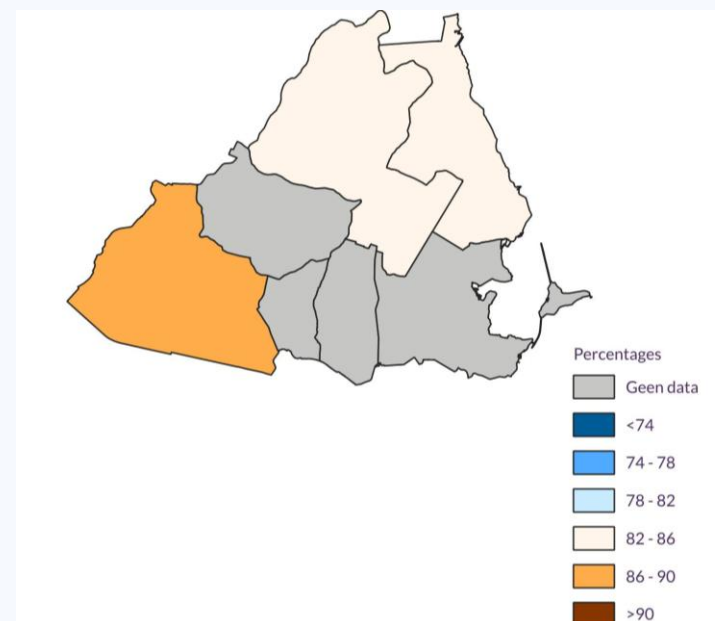 Percentages
Geen data
<74
74 - 78
78 - 82
82 - 86
86 - 90
>90